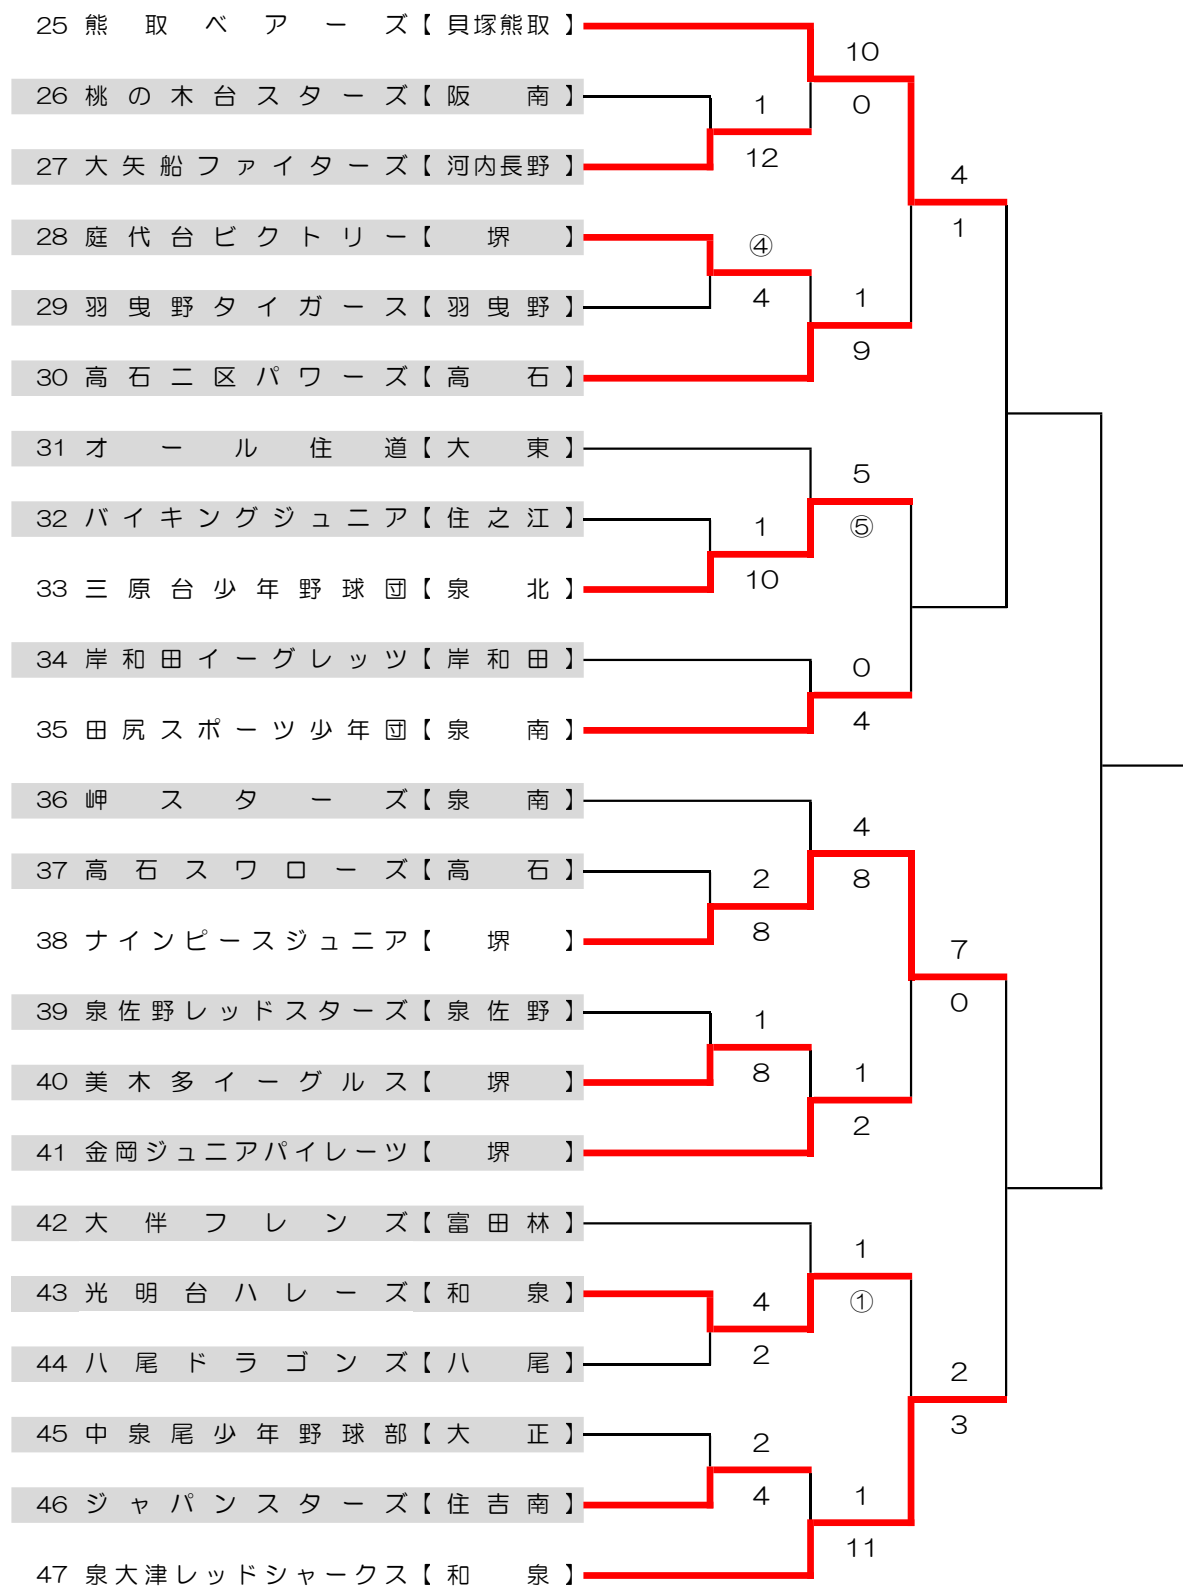 25 熊取ベアーズ【貝塚熊取】
10
26 桃の木台スターズ【阪南】
1
0
27 大矢船ファイターズ【河内長野】
12
4
28 庭代台ビクトリー【堺】
④
1
29 羽曳野タイガース【羽曳野】
4
1
30 高石二区パワーズ【高石】
9
31 オール住道【大東】
5
32 バイキングジュニア【住之江】
1
⑤
33 三原台少年野球団【泉北】
10
34 岸和田イーグレッツ【岸和田】
0
35 田尻スポーツ少年団【泉南】
4
36 岬スターズ【泉南】
4
37 高石スワローズ【高石】
2
8
38 ナインピースジュニア【堺】
8
7
39 泉佐野レッドスターズ【泉佐野】
1
0
40 美木多イーグルス【堺】
8
1
41 金岡ジュニアパイレーツ【堺】
2
42 大伴フレンズ【富田林】
1
43 光明台ハレーズ【和泉】
4
①
44 八尾ドラゴンズ【八尾】
2
2
45 中泉尾少年野球部【大正】
2
3
46 ジャパンスターズ【住吉南】
4
1
47 泉大津レッドシャークス【和泉】
11